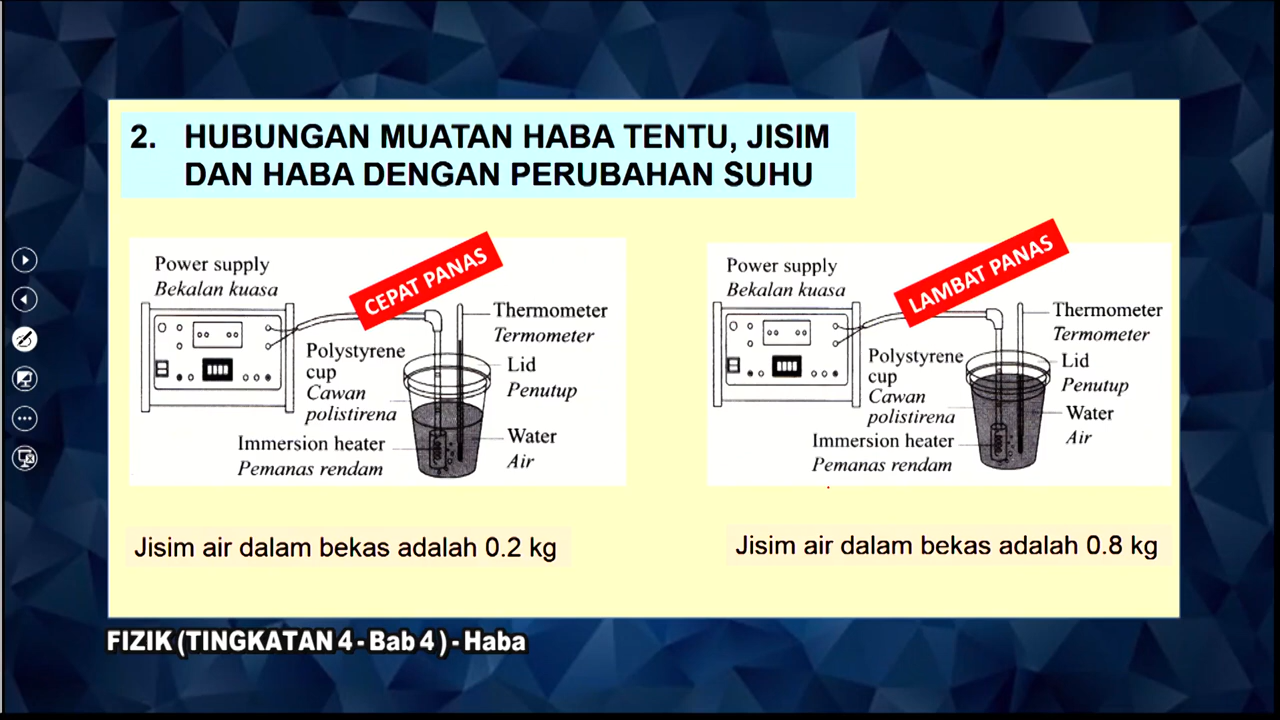 2. HUBUNGAN MUATAN HABA TENTU, JISIM
DAN HABA DENGAN PERUBAHAN SUHU
CEPAT PANAS
Power supply
Bekalan kuasa
Thermometer
Termometer
Polystyrene
cup
Cawan
polistirena
Lid
Penutup
Immersion heater
Pemanas rendam
Water
Air
Jisim air dalam bekas adalah 0.2 kg
LAMBAT PANAS
Power supply
Bekalan kuasa
Thermometer
Termometer
Polystyrene
cup
Cawan
polistirena
Lid
Penutup
Immersion heater
Pemanas rendam
Water
Air
Jisim air dalam bekas adalah 0.8 kg
FIZIK (TINGKATAN 4 - Bab 4 ) - Haba